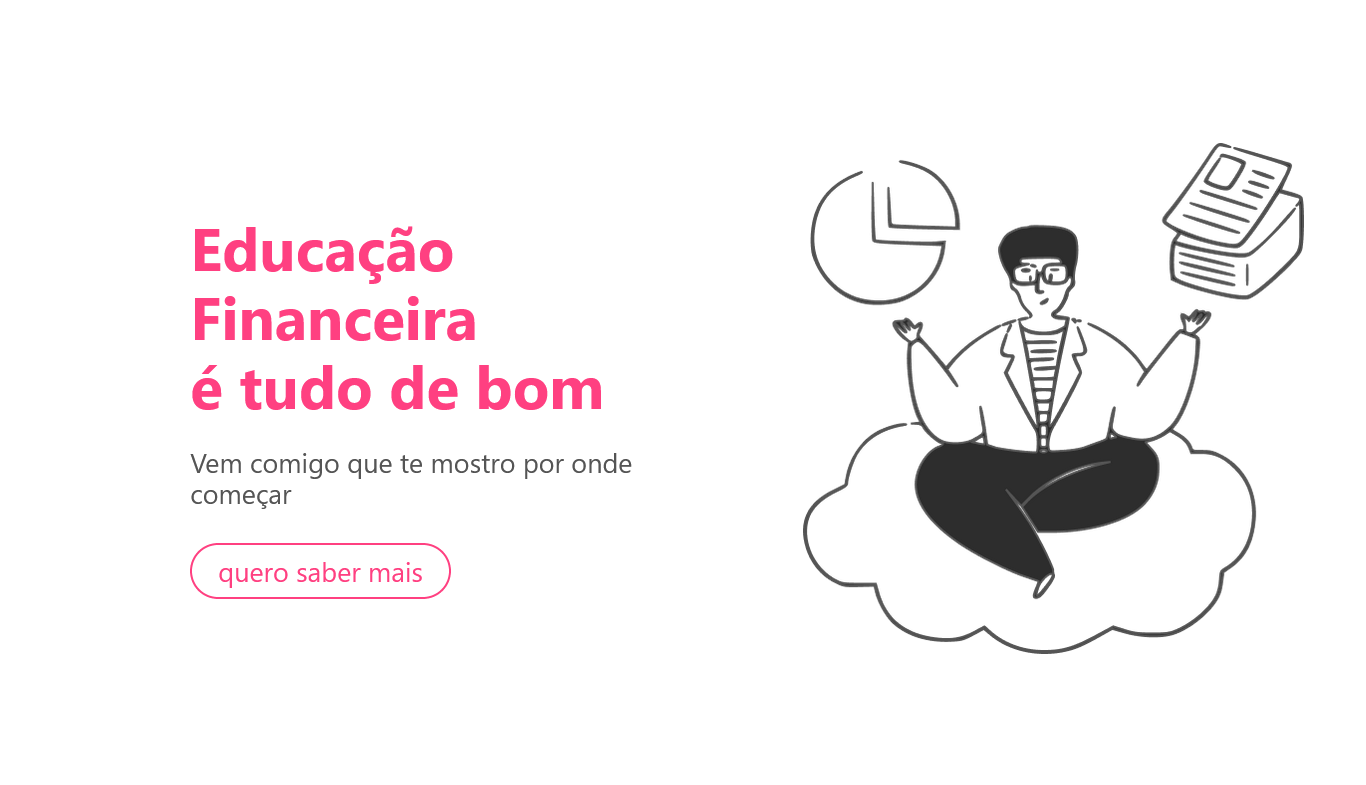 Educação
Financeira
é tudo de bom
Vem comigo que te mostro por onde
começar
quero saber mais